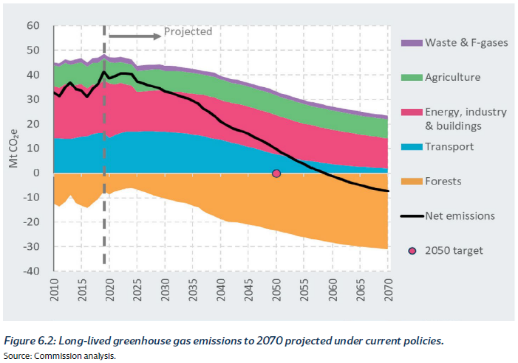 60
50
40
30
20
10
0
-10
-20
-30
-40
Mt CO₂e
Projected
2010
2015
2020
2025
2030
2035
2040
2045
2050
2055
2060
2065
2070
Waste & F-gases
Agriculture
Energy, industry
& buildings
Transport
Forests
Net emissions
2050 target
Figure 6.2: Long-lived greenhouse gas emissions to 2070 projected under current policies.
Source: Commission analysis.